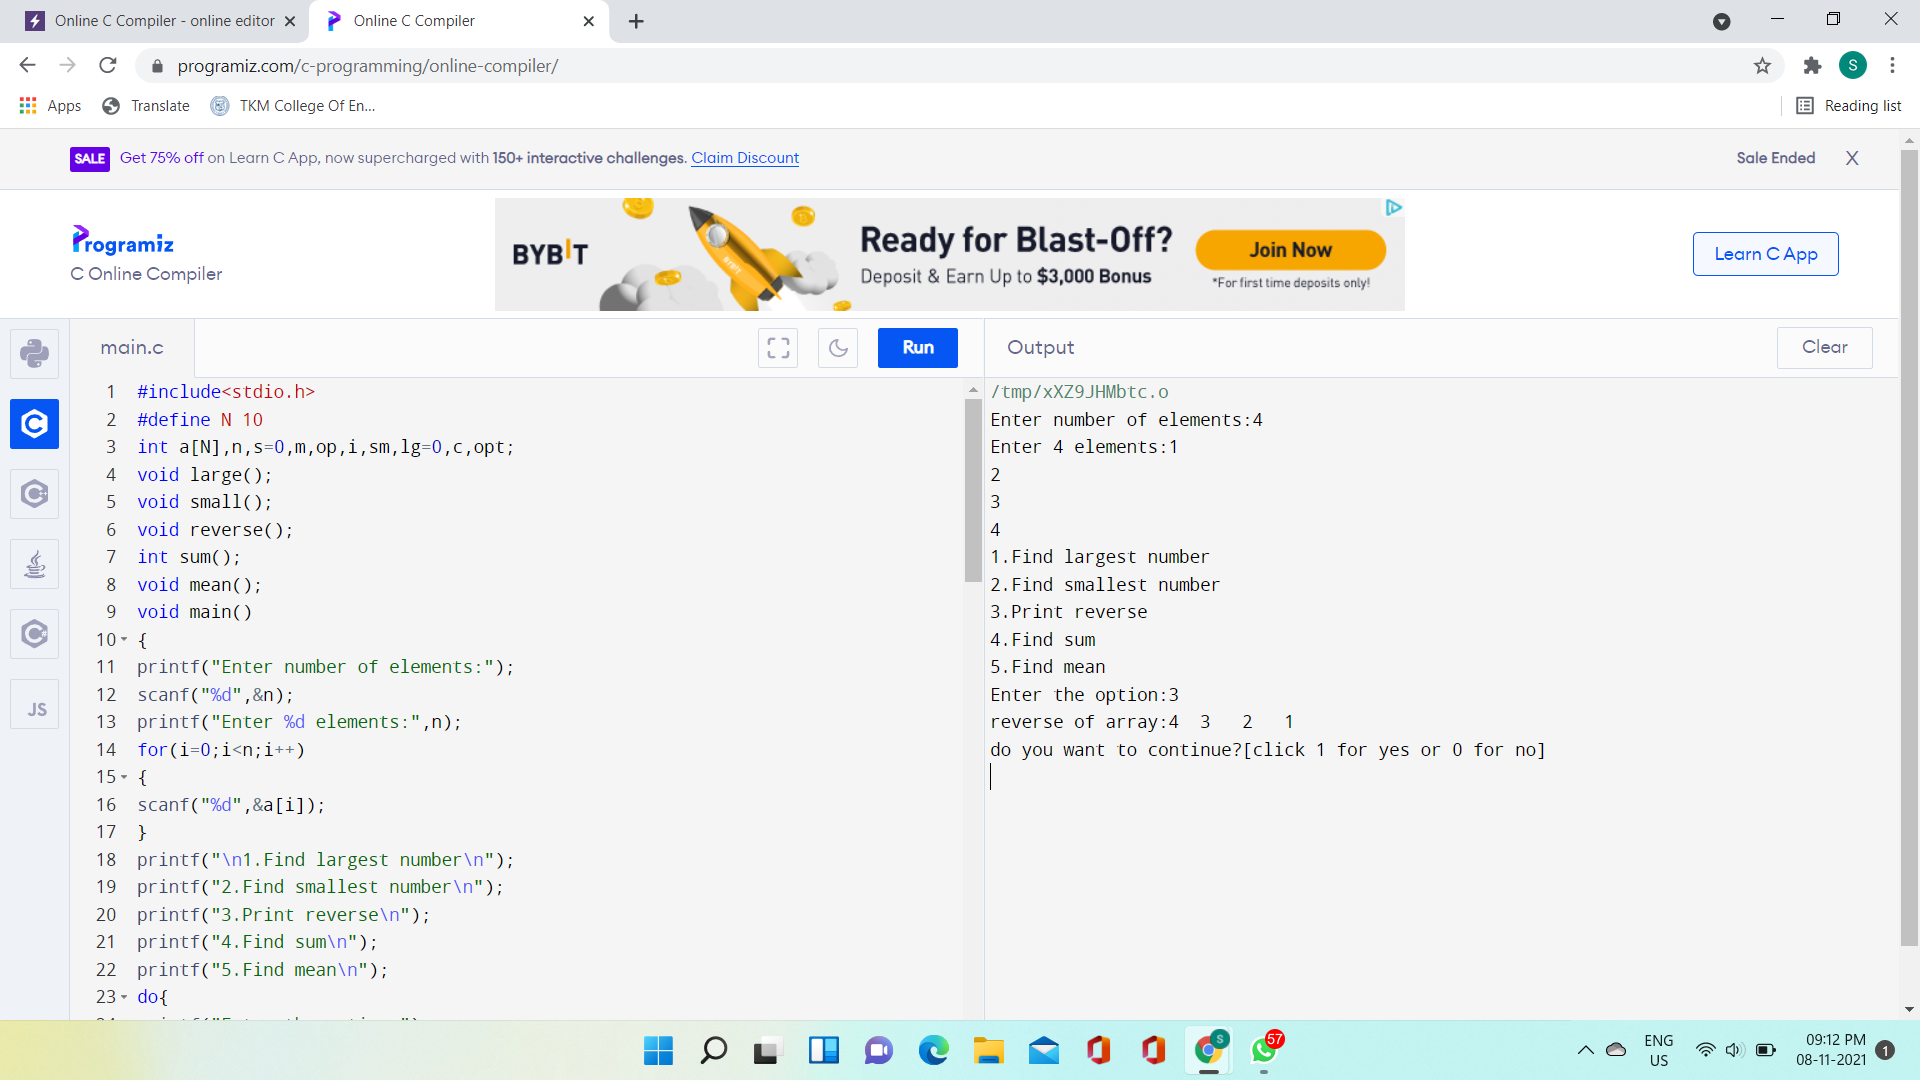 Online C Compiler - online editor
Online C Compiler
programiz.com/c-programming/online-compiler/
S
Apps
Translate
TKM College Of En...
Reading list
SALE Get 75% off on Learn C App, now supercharged with 150+ interactive challenges. Claim Discount
Sale Ended X
Programiz
C Online Compiler
BYBIT
BYBIT
Ready for Blast-Off?
Deposit & Earn Up to $3,000 Bonus
Join Now
*For first time deposits only!
Learn C App
main.c
Run
Output
Clear
JS
1 #include<stdio.h>
2 #define N 10
3 int a[N],n,s=0,m,op,i,sm,lg=0,c,opt;
4 void large();
5 void small();
6 void reverse();
7 int sum();
8 void mean();
9 void main()
10 {
11 printf("Enter number of elements:");
12 scanf("%d",&n);
13 printf("Enter %d elements:",n);
14 for(i=0;i<n;i++)
15 {
16 scanf("%d",&a[i]);
17 }
18 printf("\n1.Find largest number\n");
19 printf("2.Find smallest number\n");
20 printf("3.Print reverse\n");
21 printf("4.Find sum\n");
22 printf("5.Find mean\n");
23 do{
/tmp/xXZ9JHMbtc.o
Enter number of elements:4
Enter 4 elements:1
2
3
4
1.Find largest number
2.Find smallest number
3.Print reverse
4.Find sum
5.Find mean
Enter the option:3
reverse of array:4 3 2 1
do you want to continue?[click 1 for yes or 0 for no]
S
57
ENG
US
09:12 PM
08-11-2021
1